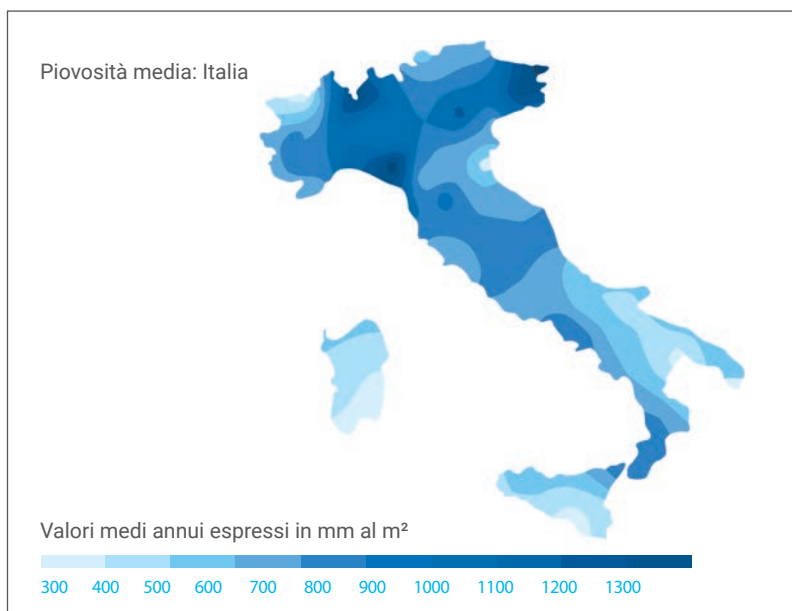 Piovosità media: Italia
Valori medi annui espressi in mm al m²
300 400 500 600 700 800 900 1000 1100 1200 1300